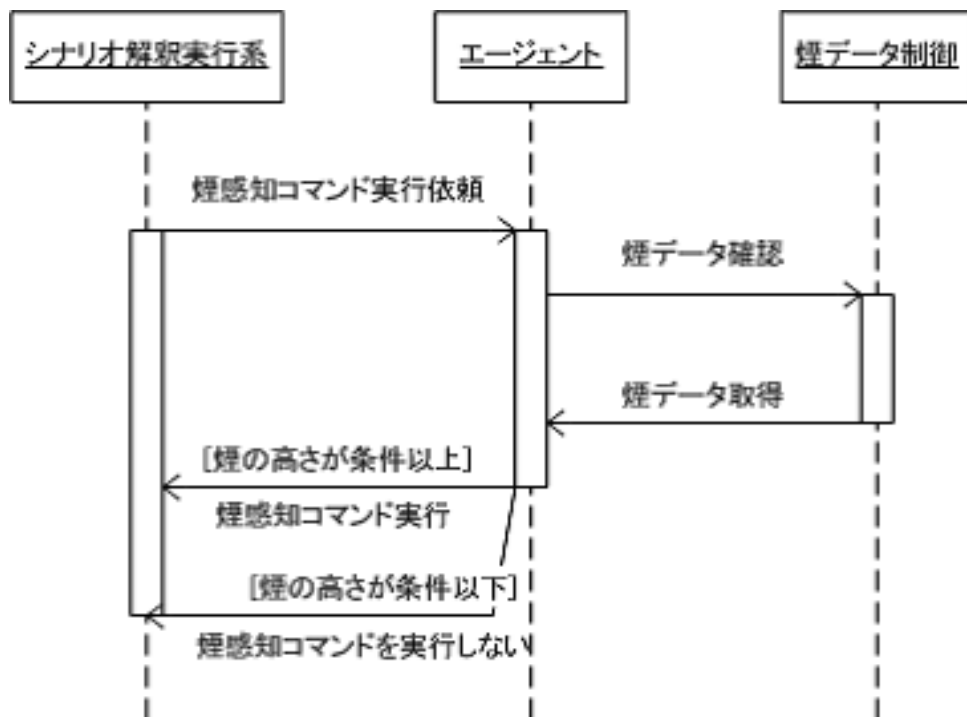 シナリオ解釈実行系
エージェント
煙データ制御
煙感知コマンド実行依頼
煙データ確認
煙データ取得
[煙の高さが条件以上]
煙感知コマンド実行
[煙の高さが条件以下]
煙感知コマンドを実行しない